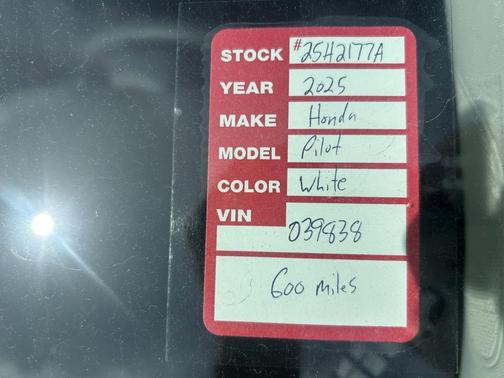 STOCK #25H2177A
YEAR 2025
MAKE Honda
MODEL Pilot
COLOR White
VIN
039838
600 miles